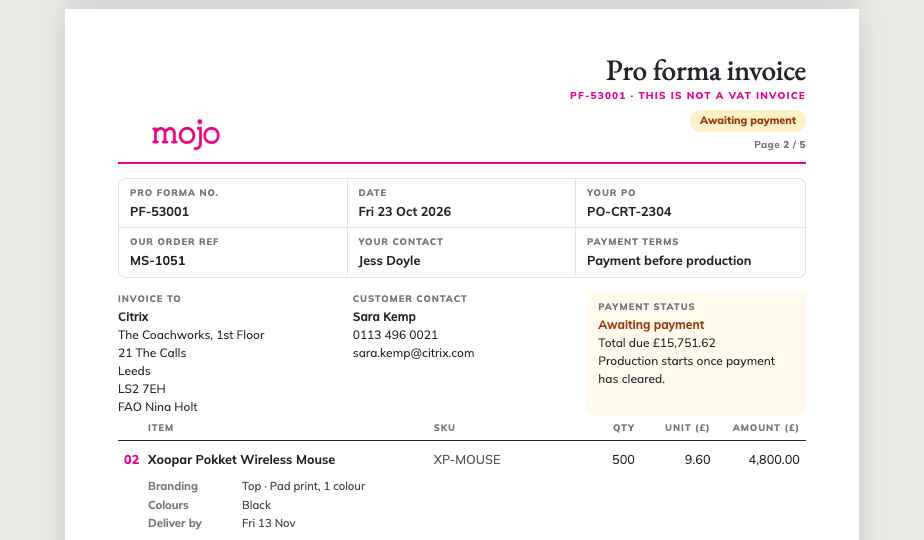 Pro forma invoice
PF-53001 · THIS IS NOT A VAT INVOICE
Awaiting payment
mojo
Page 2 / 5
PRO FORMA NO.
PF-53001
DATE
Fri 23 Oct 2026
YOUR PO
PO-CRT-2304
OUR ORDER REF
MS-1051
YOUR CONTACT
Jess Doyle
PAYMENT TERMS
Payment before production
INVOICE TO
Citrix
The Coachworks, 1st Floor
21 The Calls
Leeds
LS2 7EH
FAO Nina Holt
CUSTOMER CONTACT
Sara Kemp
0113 496 0021
sara.kemp@citrix.com
PAYMENT STATUS
Awaiting payment
Total due £15,751.62
Production starts once payment
has cleared.
ITEM SKU QTY UNIT (£) AMOUNT (£)
02 Xoopar Pokket Wireless Mouse XP-MOUSE 500 9.60 4,800.00
Branding Top · Pad print, 1 colour
Colours Black
Deliver by Fri 13 Nov